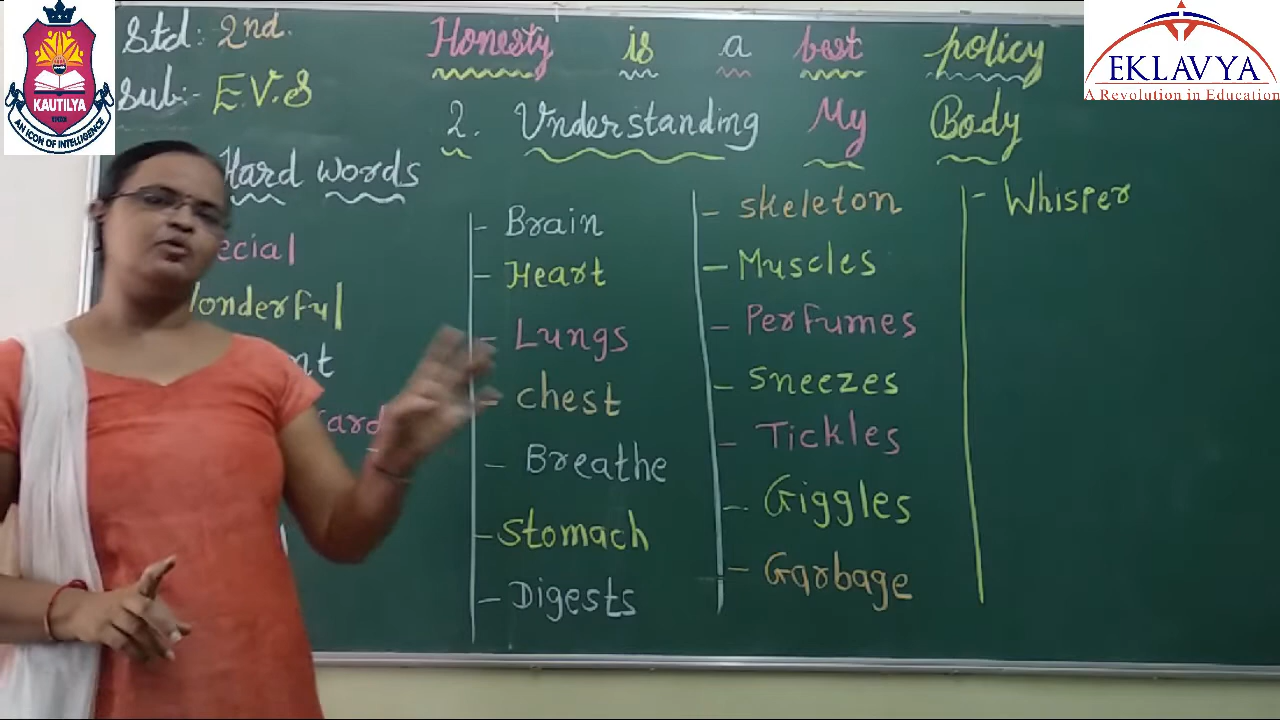 Std: 2nd.
Sub:- E.V.S
Honesty is a best policy
2. Understanding My Body
Hard words
ecial
onderful
nt
ard
- Brain
- Heart
- Lungs
- chest
- Breathe
- Stomach
- Digests
- skeleton
- Muscles
- Perfumes
- Sneezes
- Tickles
- Giggles
- Garbage
- Whisper
KAUTILYA
AN ICON OF INTELLIGENCE
EKLAVYA
A Revolution in Education